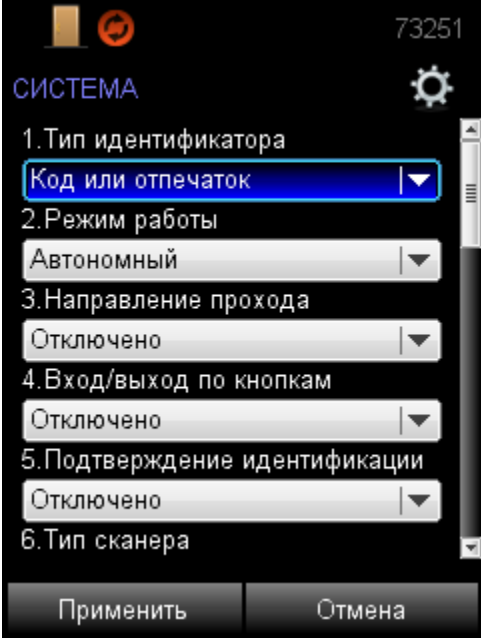 73251
СИСТЕМА
1.Тип идентификатора
Код или отпечаток
2.Режим работы
Автономный
3.Направление прохода
Отключено
4.Вход/выход по кнопкам
Отключено
5.Подтверждение идентификации
Отключено
6.Тип сканера
Применить Отмена